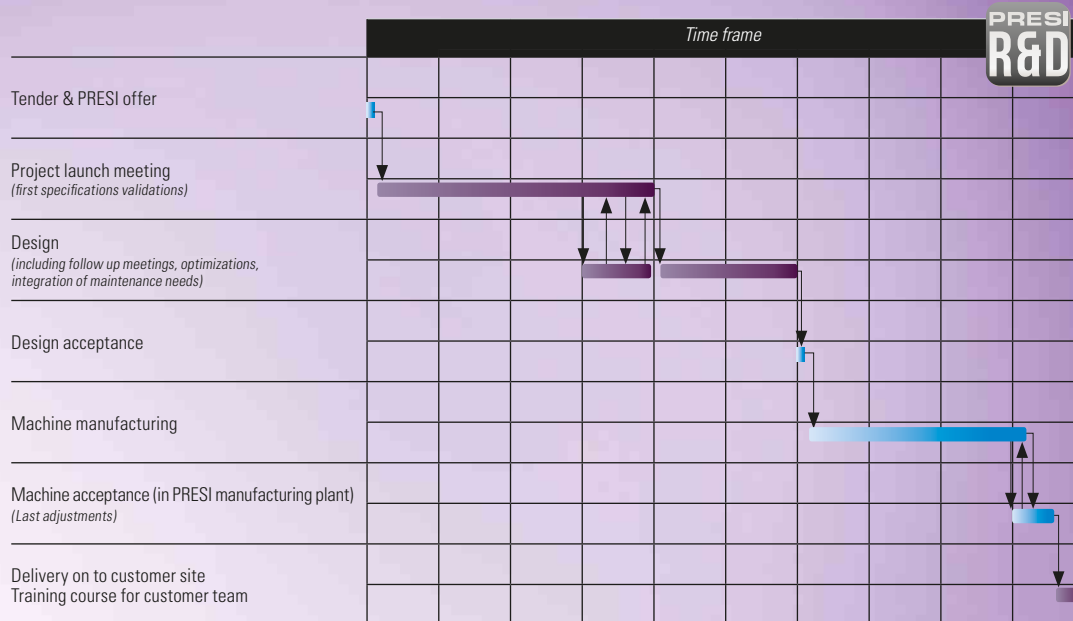 Time frame
PRESI
R&D
Tender & PRESI offer
Project launch meeting
(first specifications validations)
Design
(including follow up meetings, optimizations,
integration of maintenance needs)
Design acceptance
Machine manufacturing
Machine acceptance (in PRESI manufacturing plant)
(Last adjustments)
Delivery on to customer site
Training course for customer team